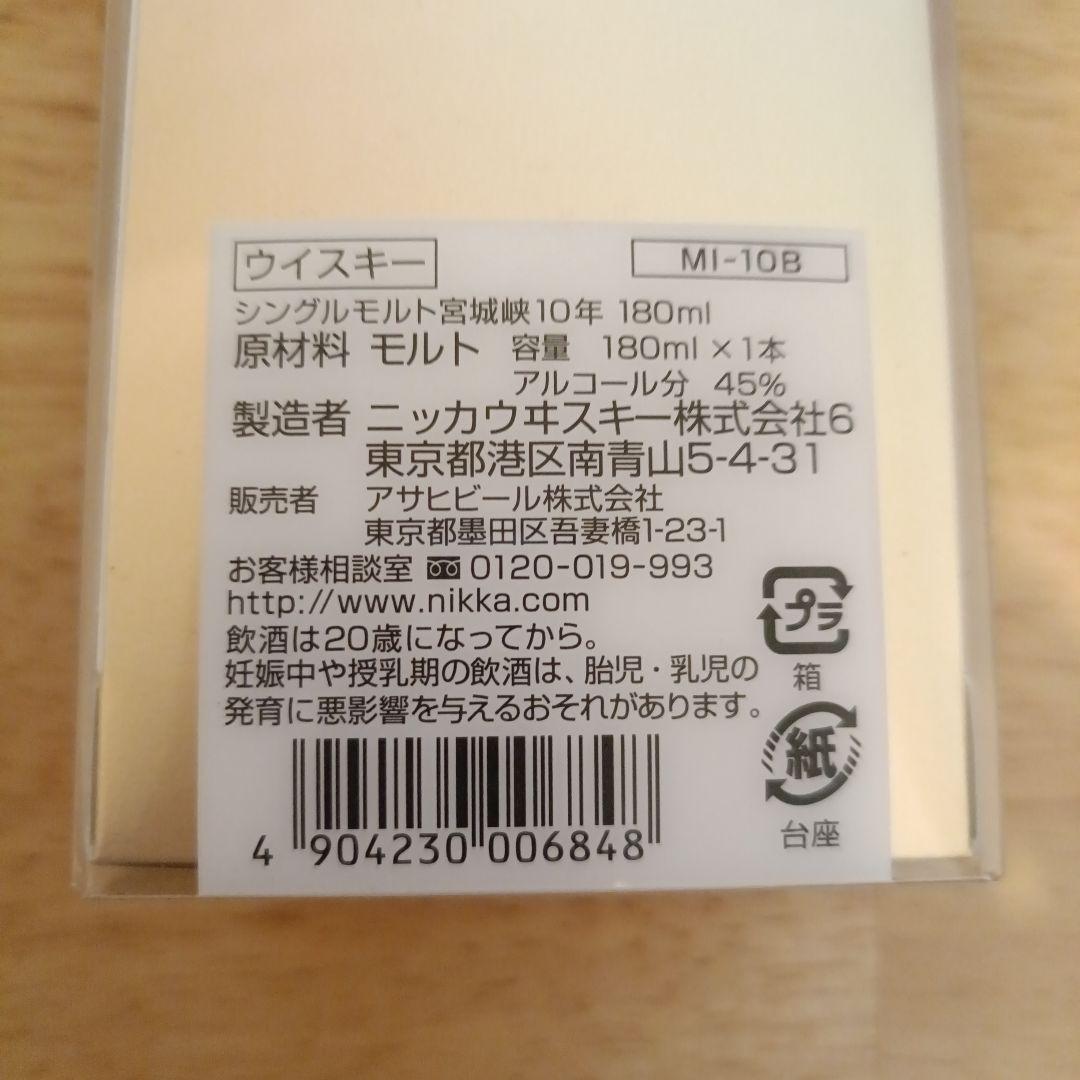 ウイスキー
MI-10B
シングルモルト宮城峡10年 180ml
原材料 モルト 容量 180ml×1本
アルコール分 45%
製造者 ニッカウヰスキー株式会社6
東京都港区南青山5-4-31
販売者 アサヒビール株式会社
東京都墨田区吾妻橋1-23-1
お客様相談室 0120-019-993
http://www.nikka.com
飲酒は20歳になってから。
妊娠中や授乳期の飲酒は、胎児・乳児の
発育に悪影響を与えるおそれがあります。
プラ
箱
紙
台座
4 904230 006848